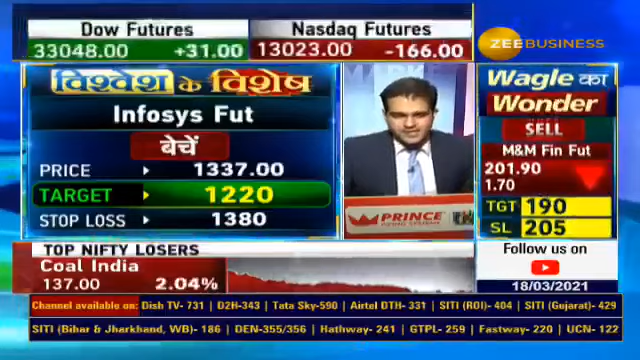 Dow Futures
33048.00 +31.00
Nasdaq Futures
13023.00 -166.00
ZEE BUSINESS
विश्वेश के विशेष
Infosys Fut
बेचें
PRICE 1337.00
TARGET 1220
STOP LOSS 1380
PRINCE
Wagle का
Wonder
SELL
M&M Fin Fut
201.90
1.70
TGT 190
SL 205
TOP NIFTY LOSERS
Coal India
137.00 2.04%
Follow us on
18/03/2021
Channel available on: Dish TV- 731 | D2H-343 | Tata Sky-590 | Airtel DTH- 331 | SITI (ROI)- 404 | SITI (Gujarat)- 429
SITI (Bihar & Jharkhand, WB)- 186 | DEN-355/356 | Hathway- 241 | GTPL- 259 | Fastway- 220 | UCN- 122